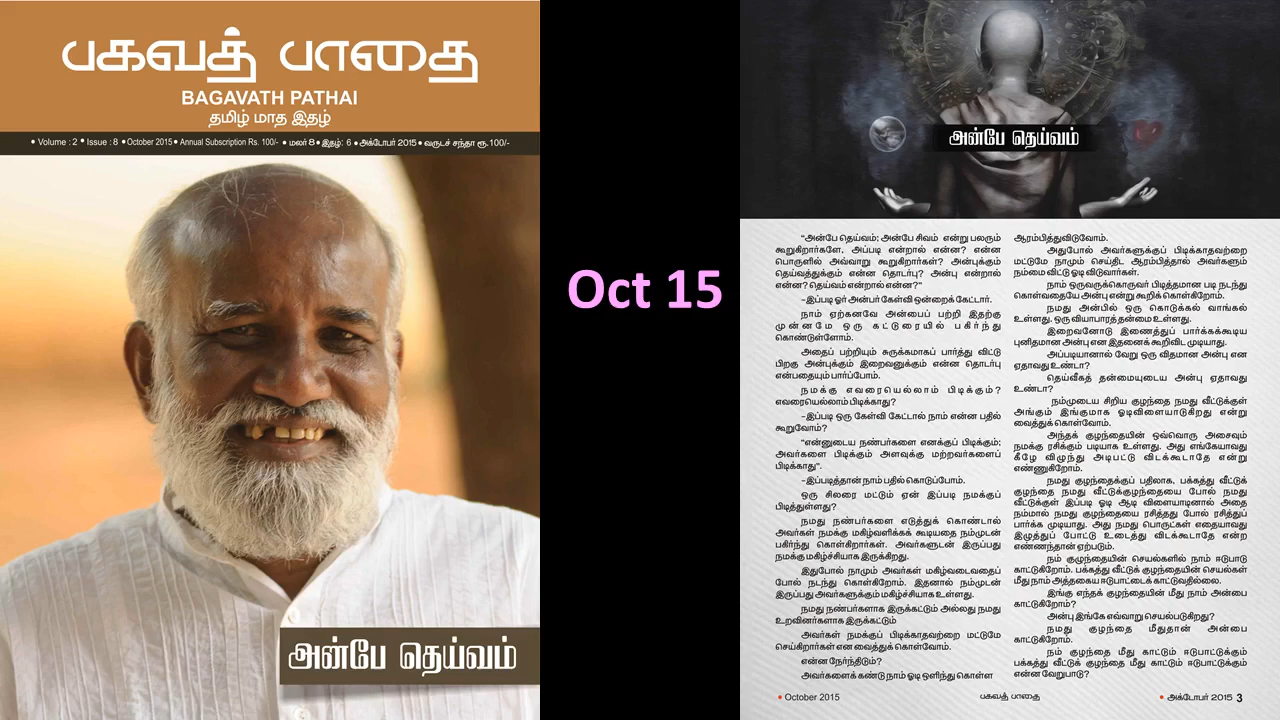 பகவத் பாதை
BAGAVATH PATHAI
தமிழ் மாத இதழ்
• Volume : 2 • Issue : 8 • October 2015 • Annual Subscription Rs. 100/- • மலர் 8 • இதழ்: 6 • அக்டோபர் 2015 • வருடச் சந்தா ரூ.100/-
அன்பே தெய்வம்
Oct 15
அன்பே தெய்வம்
“அன்பே தெய்வம்; அன்பே சிவம் என்று பலரும்
கூறுகிறார்களே, அப்படி என்றால் என்ன? என்ன
பொருளில் அவ்வாறு கூறுகிறார்கள்? அன்புக்கும்
தெய்வத்துக்கும் என்ன தொடர்பு? அன்பு என்றால்
என்ன? தெய்வம் என்றால் என்ன?”
–இப்படி ஓர் அன்பர் கேள்வி ஒன்றைக் கேட்டார்.
நாம் ஏற்கனவே அன்பைப் பற்றி இதற்கு
முன்னமே ஒரு கட்டுரையில் பகிர்ந்து
கொண்டுள்ளோம்.
அதைப் பற்றியும் சுருக்கமாகப் பார்த்து விட்டு
பிறகு அன்புக்கும் இறைவனுக்கும் என்ன தொடர்பு
என்பதையும் பார்ப்போம்.
நமக்கு எவரையெல்லாம் பிடிக்கும்?
எவரையெல்லாம் பிடிக்காது?
–இப்படி ஒரு கேள்வி கேட்டால் நாம் என்ன பதில்
கூறுவோம்?
“என்னுடைய நண்பர்களை எனக்குப் பிடிக்கும்;
அவர்களை பிடிக்கும் அளவுக்கு மற்றவர்களைப்
பிடிக்காது”.
–இப்படித்தான் நாம் பதில் கொடுப்போம்.
ஒரு சிலரை மட்டும் ஏன் இப்படி நமக்குப்
பிடித்துள்ளது?
நமது நண்பர்களை எடுத்துக் கொண்டால்
அவர்கள் நமக்கு மகிழ்வளிக்கக் கூடியதை நம்முடன்
பகிர்ந்து கொள்கிறார்கள். அவர்களுடன் இருப்பது
நமக்கு மகிழ்ச்சியாக இருக்கிறது.
இதுபோல் நாமும் அவர்கள் மகிழ்வடைவதைப்
போல் நடந்து கொள்கிறோம். இதனால் நம்முடன்
இருப்பது அவர்களுக்கும் மகிழ்ச்சியாக உள்ளது.
நமது நண்பர்களாக இருக்கட்டும் அல்லது நமது
உறவினர்களாக இருக்கட்டும்
அவர்கள் நமக்குப் பிடிக்காதவற்றை மட்டுமே
செய்கிறார்கள் என வைத்துக் கொள்வோம்.
என்ன நேர்ந்திடும்?
அவர்களைக் கண்டு நாம் ஓடி ஒளிந்து கொள்ள
ஆரம்பித்துவிடுவோம்.
அதுபோல் அவர்களுக்குப் பிடிக்காதவற்றை
மட்டுமே நாமும் செய்திட ஆரம்பித்தால் அவர்களும்
நம்மை விட்டு ஓடி விடுவார்கள்.
நாம் ஒருவருக்கொருவர் பிடித்தமான படி நடந்து
கொள்வதையே அன்பு என்று கூறிக் கொள்கிறோம்.
நமது அன்பில் ஒரு கொடுக்கல் வாங்கல்
உள்ளது. ஒரு வியாபாரத் தன்மை உள்ளது.
இறைவனோடு இணைத்துப் பார்க்கக்கூடிய
புனிதமான அன்பு என இதனைக் கூறிவிட முடியாது.
அப்படியானால் வேறு ஒரு விதமான அன்பு என
ஏதாவது உண்டா?
தெய்வீகத் தன்மையுடைய அன்பு ஏதாவது
உண்டா?
நம்முடைய சிறிய குழந்தை நமது வீட்டுக்குள்
அங்கும் இங்குமாக ஓடிவிளையாடுகிறது என்று
வைத்துக் கொள்வோம்.
அந்தக் குழந்தையின் ஒவ்வொரு அசைவும்
நமக்கு ரசிக்கும் படியாக உள்ளது. அது எங்கேயாவது
கீழே விழுந்து அடிபட்டு விடக்கூடாதே என்று
எண்ணுகிறோம்.
நமது குழந்தைக்குப் பதிலாக, பக்கத்து வீட்டுக்
குழந்தை நமது வீட்டுக்குழந்தையை போல் நமது
வீட்டுக்குள் இப்படி ஓடி ஆடி விளையாடினால் அதை
நம்மால் நமது குழந்தையை ரசித்தது போல் ரசித்துப்
பார்க்க முடியாது. அது நமது பொருட்கள் எதையாவது
இழுத்துப் போட்டு உடைத்து விடக்கூடாதே என்ற
எண்ணந்தான் ஏற்படும்.
நம் குழந்தையின் செயல்களில் நாம் ஈடுபாடு
காட்டுகிறோம். பக்கத்து வீட்டுக் குழந்தையின் செயல்கள்
மீது நாம் அத்தகைய ஈடுபாட்டைக் காட்டுவதில்லை.
இங்கு எந்தக் குழந்தையின் மீது நாம் அன்பை
காட்டுகிறோம்?
அன்பு இங்கே எவ்வாறு செயல்படுகிறது?
நமது குழந்தை மீதுதான் அன்பை
காட்டுகிறோம்.
நம் குழந்தை மீது காட்டும் ஈடுபாட்டுக்கும்
பக்கத்து வீட்டுக் குழந்தை மீது காட்டும் ஈடுபாட்டுக்கும்
என்ன வேறுபாடு?
• October 2015 பகவத் பாதை • அக்டோபர் 2015 3